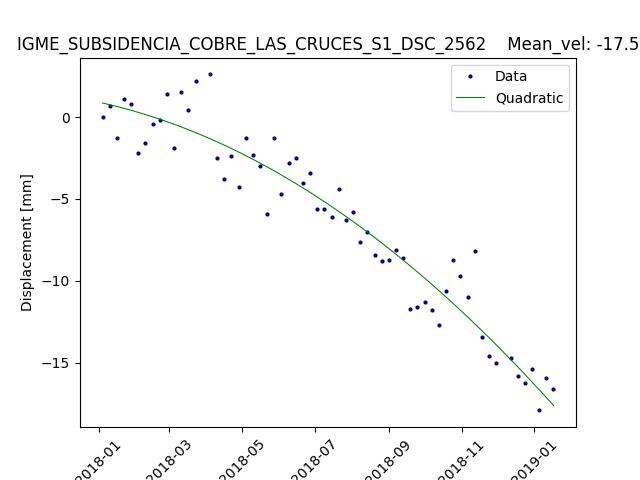 IGME_SUBSIDENCIA_COBRE_LAS_CRUCES_S1_DSC_2562 Mean_vel: -17.5
Data
Quadratic
Displacement [mm]
0
−5
−10
−15
2018-01
2018-03
2018-05
2018-07
2018-09
2018-11
2019-01